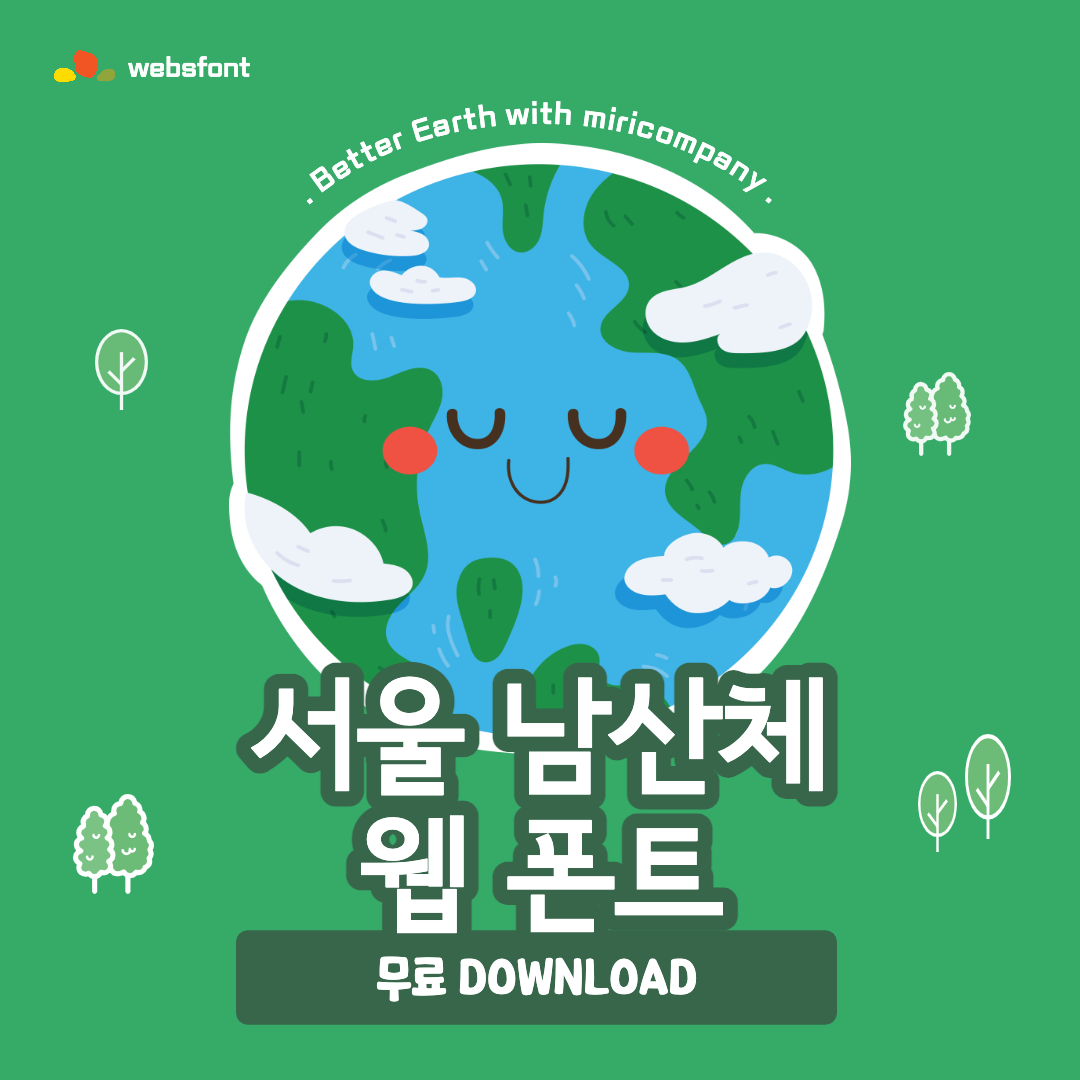 websfont
. Better Earth with miricompany .
서울 남산체
웹 폰트
무료 DOWNLOAD